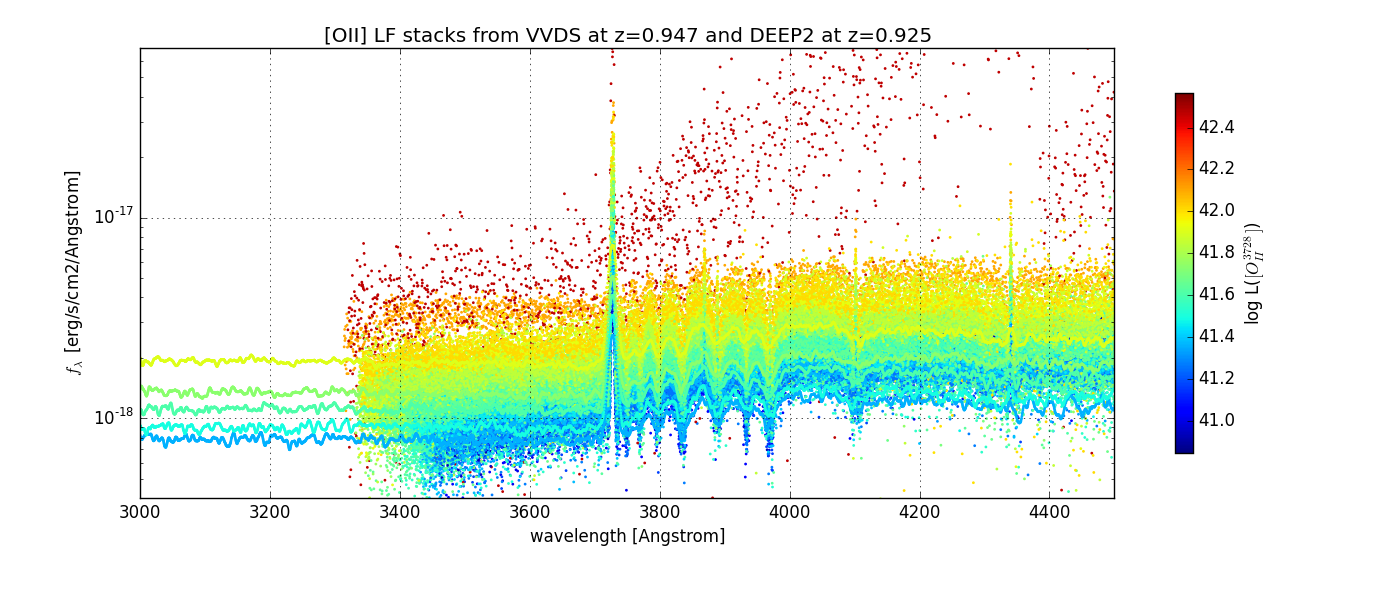 [OII] LF stacks from VVDS at z=0.947 and DEEP2 at z=0.925
f_λ [erg/s/cm2/Angstrom]
10^-17
10^-18
3000 3200 3400 3600 3800 4000 4200 4400
wavelength [Angstrom]
42.4
42.2
42.0
41.8
41.6
41.4
41.2
41.0
log L([O_II^3728])